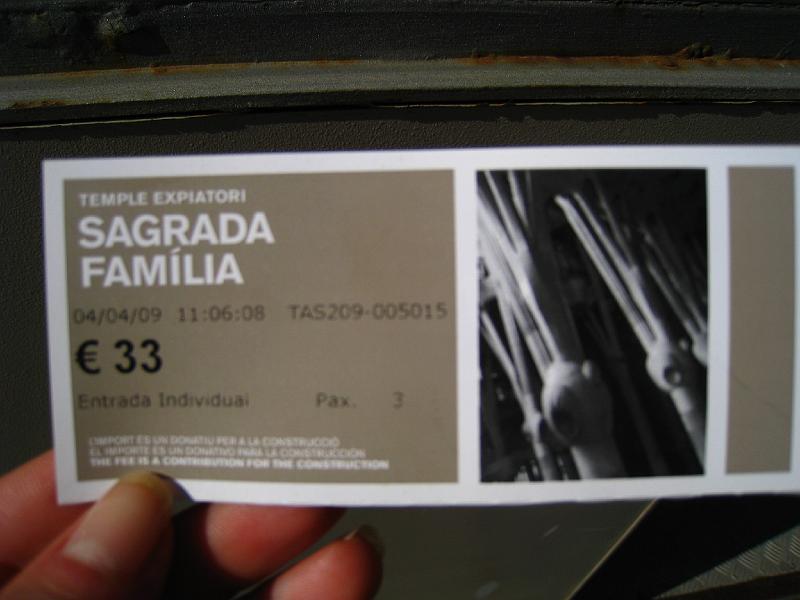 TEMPLE EXPIATORI
SAGRADA
FAMÍLIA
04/04/09 11:06:08 TAS209-005015
€ 33
Entrada Individual Pax. 3
L'IMPORT ÉS UN DONATIU PER A LA CONSTRUCCIÓ
EL IMPORTE ES UN DONATIVO PARA LA CONSTRUCCIÓN
THE FEE IS A CONTRIBUTION FOR THE CONSTRUCTION